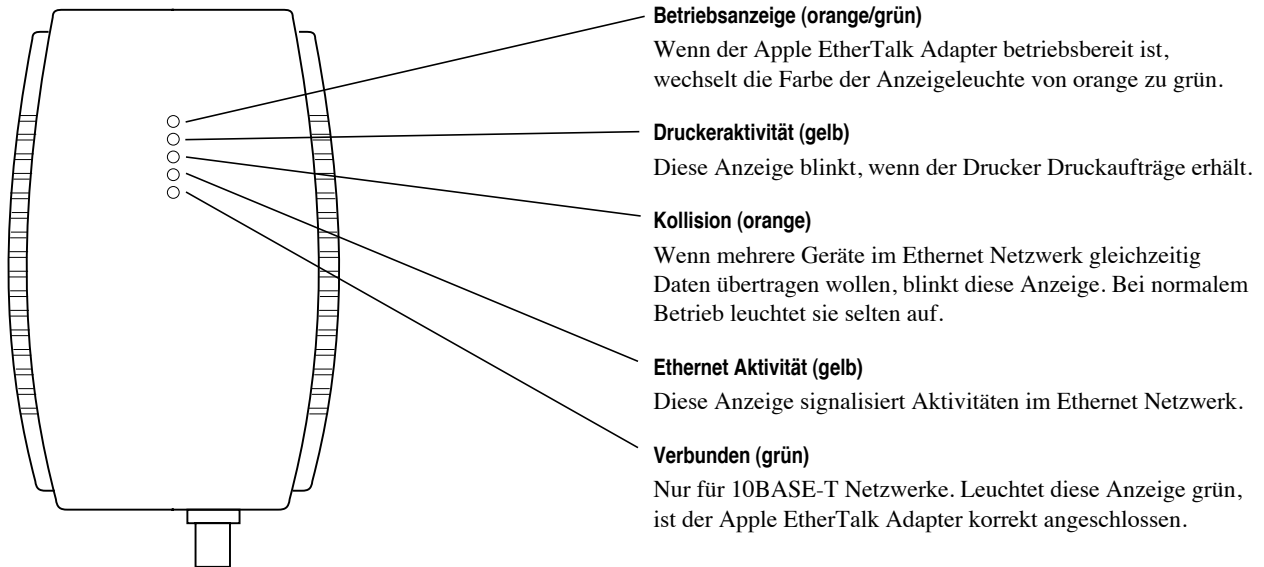 Betriebsanzeige (orange/grün)
Wenn der Apple EtherTalk Adapter betriebsbereit ist,
wechselt die Farbe der Anzeigeleuchte von orange zu grün.
Druckeraktivität (gelb)
Diese Anzeige blinkt, wenn der Drucker Druckaufträge erhält.
Kollision (orange)
Wenn mehrere Geräte im Ethernet Netzwerk gleichzeitig
Daten übertragen wollen, blinkt diese Anzeige. Bei normalem
Betrieb leuchtet sie selten auf.
Ethernet Aktivität (gelb)
Diese Anzeige signalisiert Aktivitäten im Ethernet Netzwerk.
Verbunden (grün)
Nur für 10BASE-T Netzwerke. Leuchtet diese Anzeige grün,
ist der Apple EtherTalk Adapter korrekt angeschlossen.